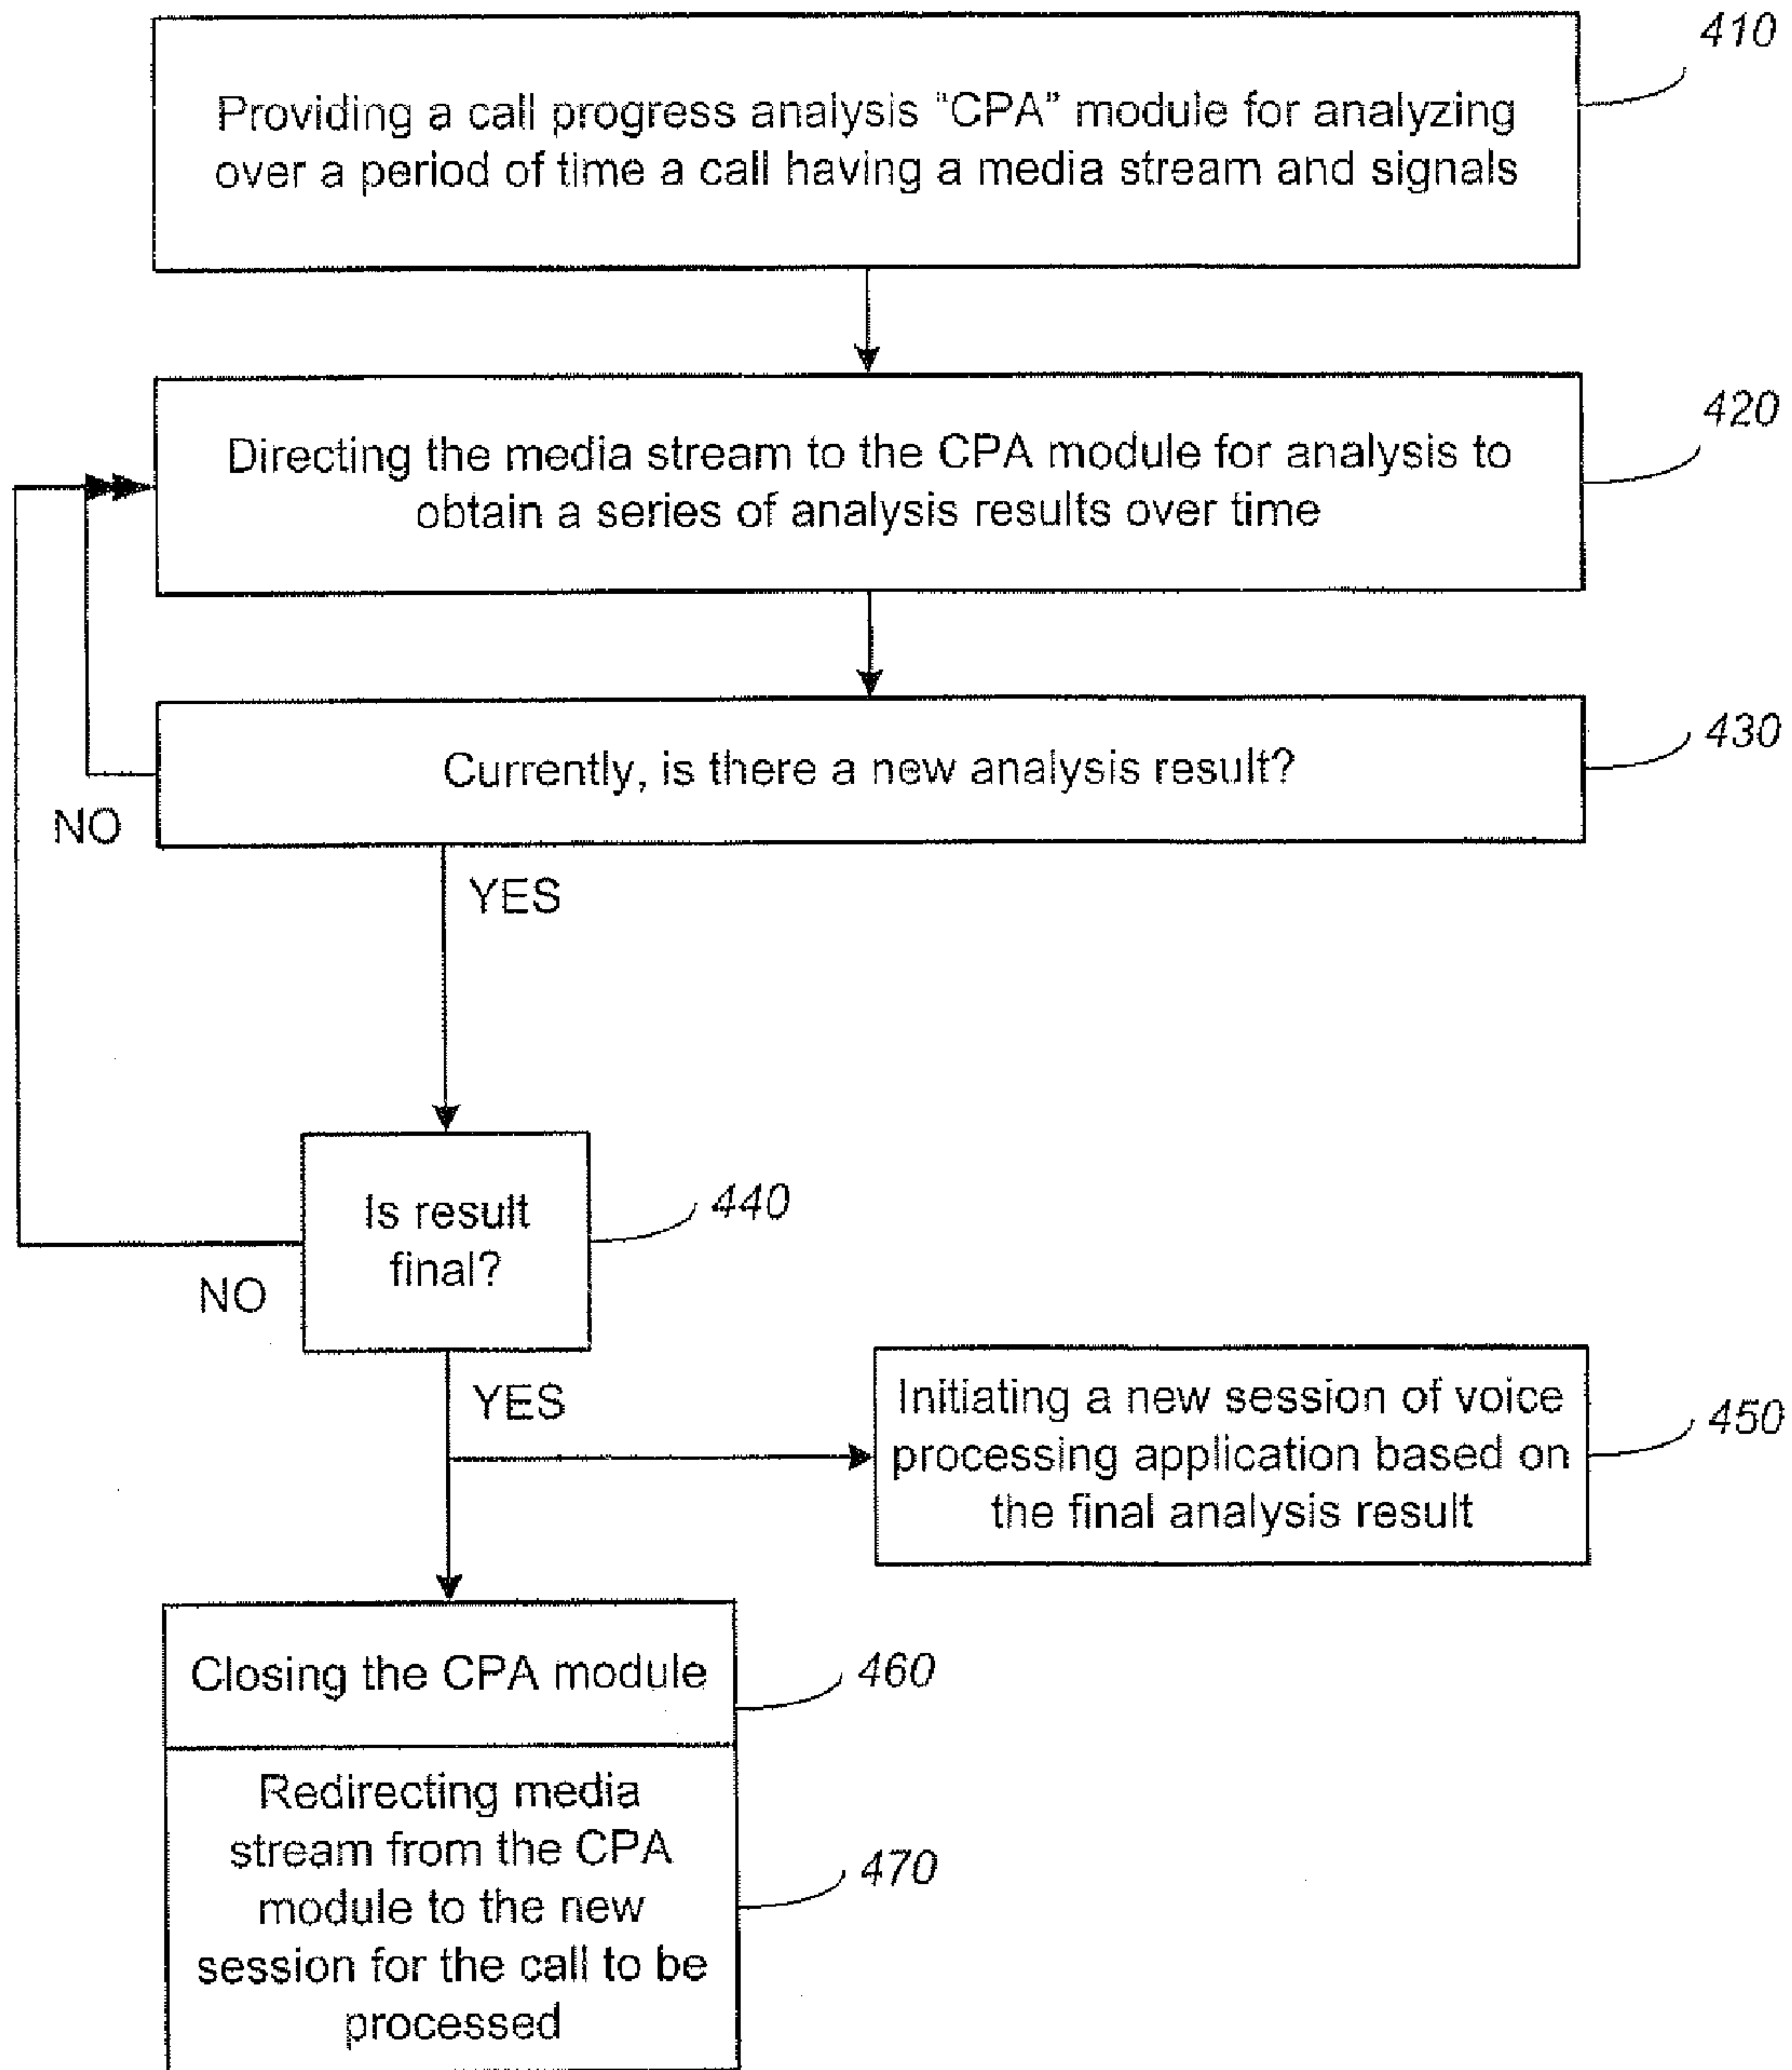 410
Providing a call progress analysis "CPA" module for analyzing
over a period of time a call having a media stream and signals
420
Directing the media stream to the CPA module for analysis to
obtain a series of analysis results over time
430
Currently, is there a new analysis result?
NO
YES
440
Is result
final?
NO
YES
450
Initiating a new session of voice
processing application based on
the final analysis result
Closing the CPA module
460
Redirecting media
stream from the CPA
module to the new
session for the call to be
processed
470